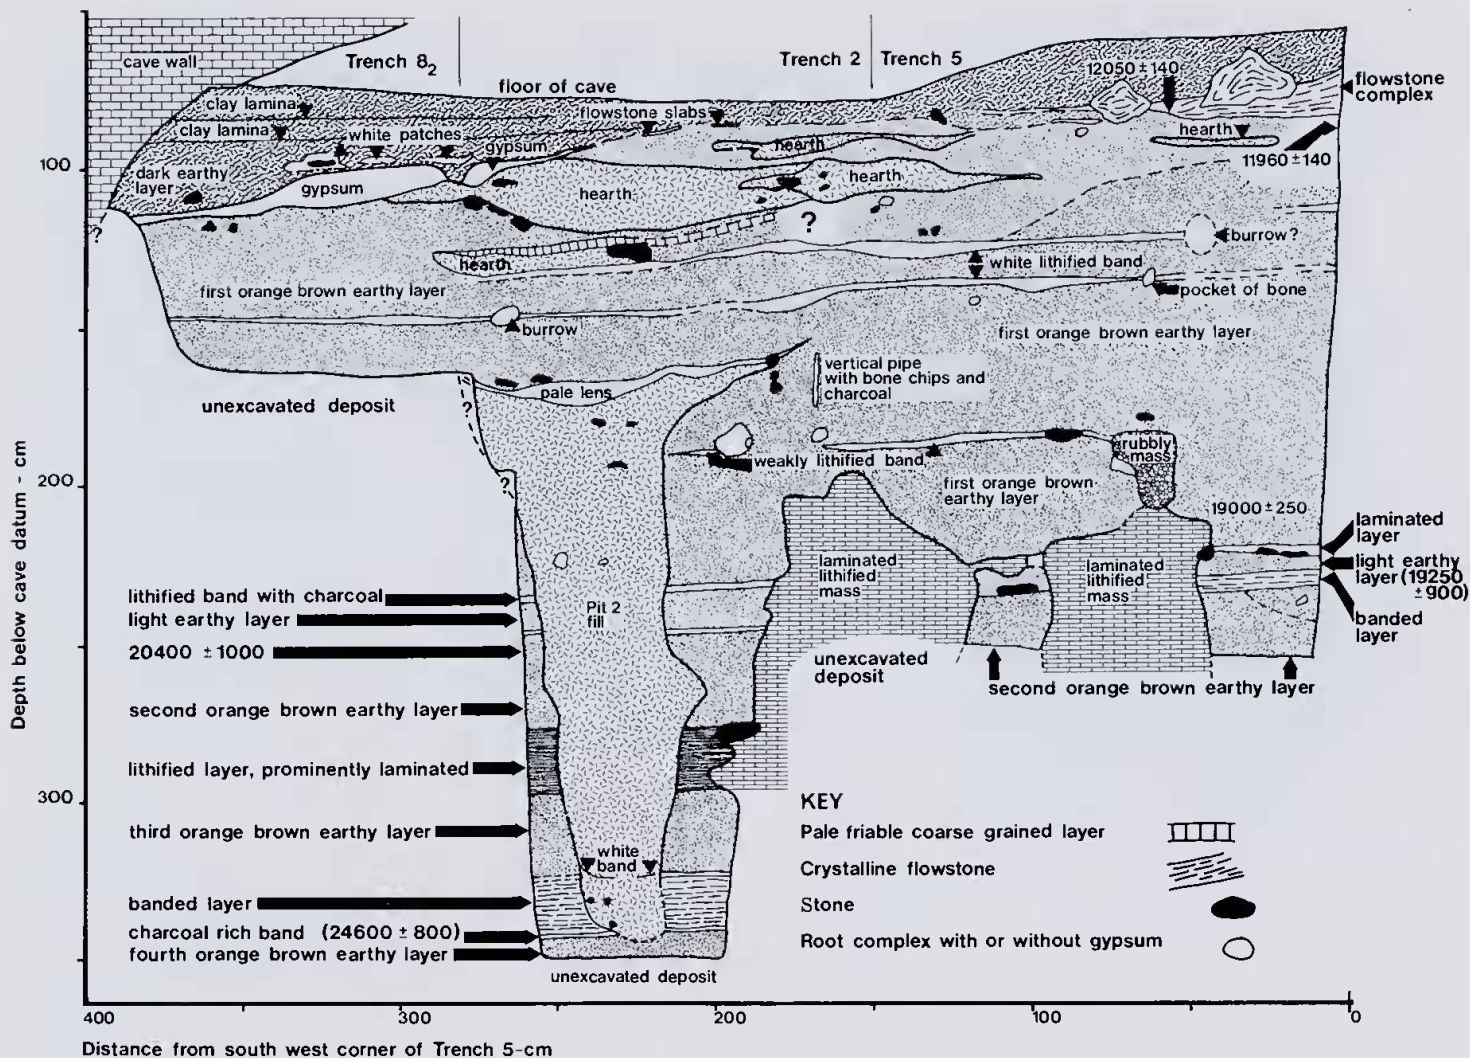 cave wall
Trench 8₂
Trench 2
Trench 5
floor of cave
12050 ± 140
flowstone
complex
clay lamina
clay lamina
white patches
flowstone slabs
gypsum
hearth
hearth
11960 ± 140
100
dark earthy
layer
gypsum
hearth
hearth
?
?
burrow?
hearth
white lithified band
first orange brown earthy layer
pocket of bone
burrow
first orange brown earthy layer
vertical pipe
with bone chips and
charcoal
pale lens
unexcavated deposit
?
rubbly
mass
weakly lithified band
200
?
first orange brown
earthy layer
19000 ± 250
laminated
layer
light earthy
layer (19250
± 900)
banded
layer
laminated
lithified
mass
laminated
lithified
mass
lithified band with charcoal
light earthy layer
Pit 2
fill
20400 ± 1000
unexcavated
deposit
second orange brown earthy layer
second orange brown earthy layer
lithified layer, prominently laminated
300
third orange brown earthy layer
white
band
banded layer
charcoal rich band (24600 ± 800)
fourth orange brown earthy layer
unexcavated deposit
KEY
Pale friable coarse grained layer
Crystalline flowstone
Stone
Root complex with or without gypsum
Depth below cave datum - cm
400
300
200
100
0
Distance from south west corner of Trench 5-cm